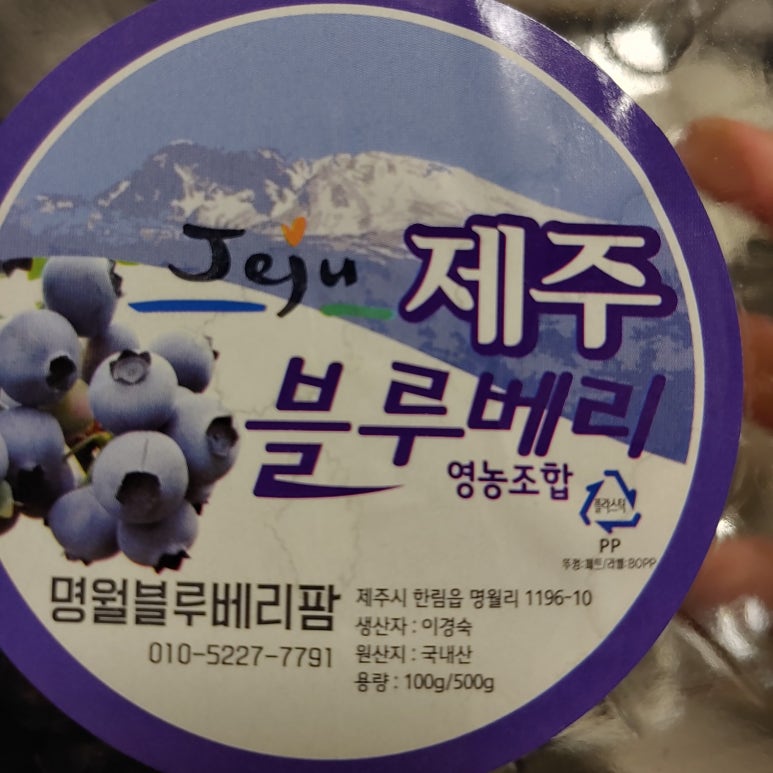 Jeju 제주
블루베리
영농조합
플라스틱
PP
뚜껑:페트/라벨:BOPP
명월블루베리팜
010-5227-7791
제주시 한림읍 명월리 1196-10
생산자 : 이경숙
원산지 : 국내산
용량 : 100g/500g